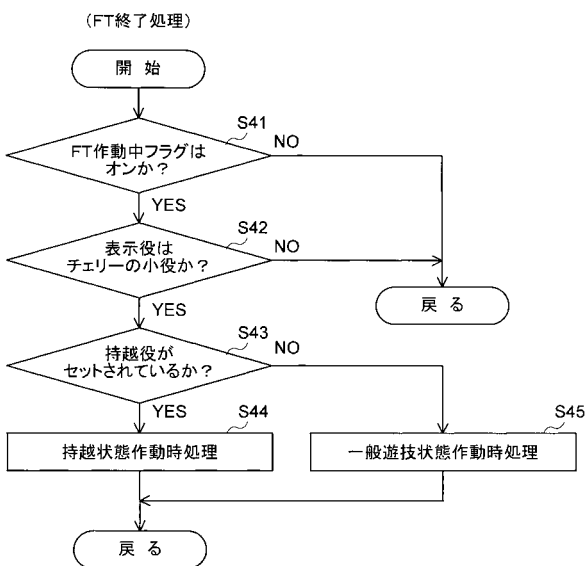 (FT終了処理)
開 始
S41
FT作動中フラグは
オンか?
NO
YES
S42
表示役は
チェリーの小役か?
NO
YES
戻 る
S43
持越役が
セットされているか?
NO
YES
S44
持越状態作動時処理
S45
一般遊技状態作動時処理
戻 る